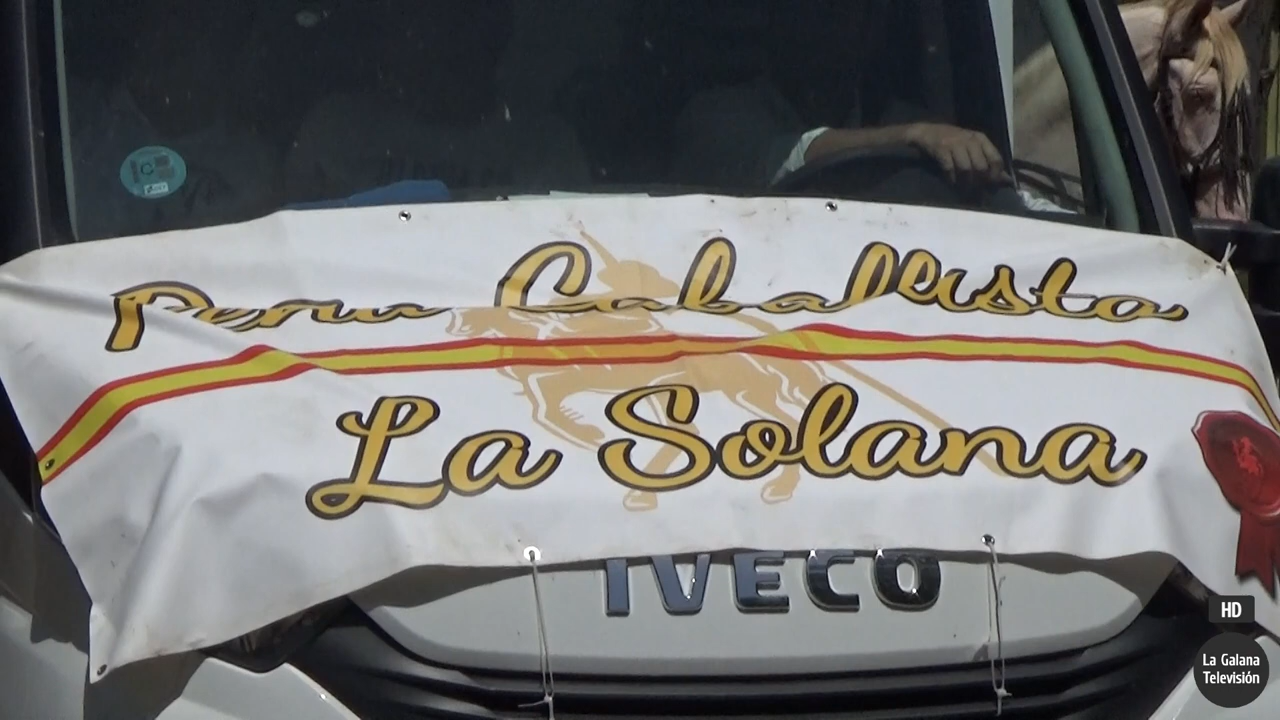 Peña Caballista
La Solana
IVECO
HD
La Galana
Televisión